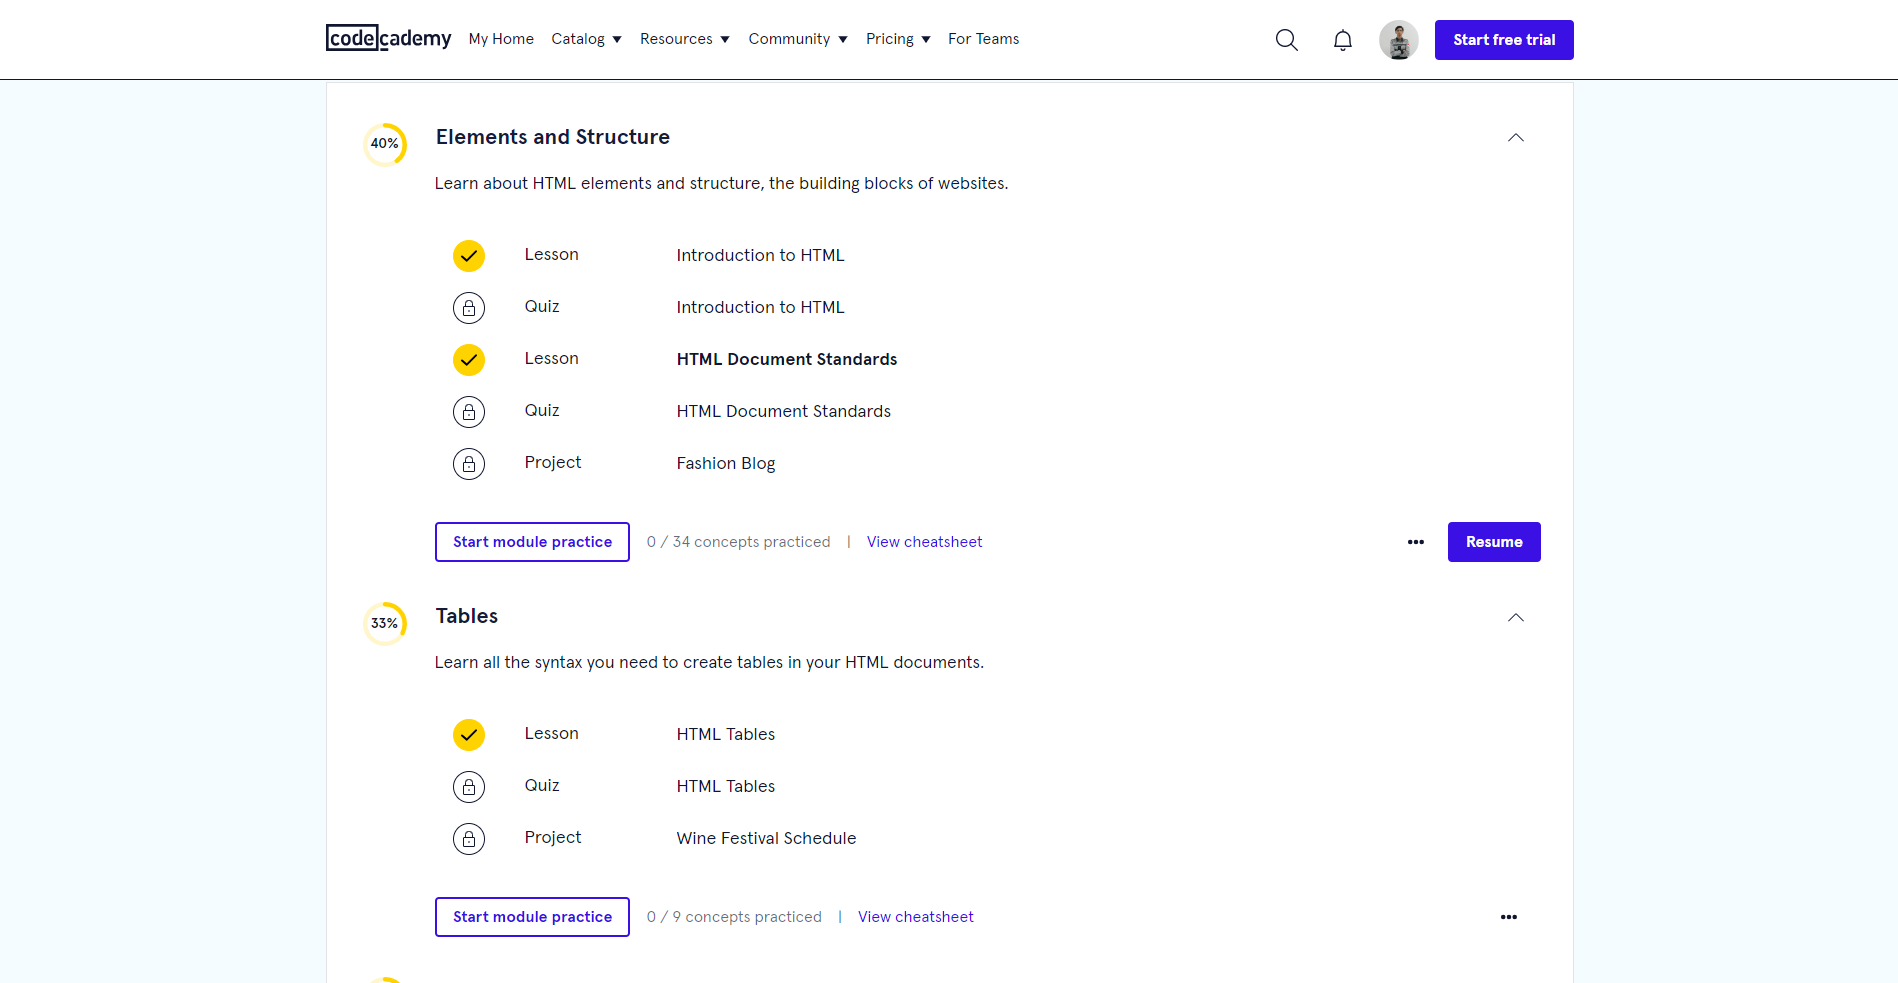 codecademy My Home Catalog Resources Community Pricing For Teams Start free trial
40% Elements and Structure
Learn about HTML elements and structure, the building blocks of websites.
Lesson Introduction to HTML
Quiz Introduction to HTML
Lesson HTML Document Standards
Quiz HTML Document Standards
Project Fashion Blog
Start module practice 0 / 34 concepts practiced | View cheatsheet ••• Resume
33% Tables
Learn all the syntax you need to create tables in your HTML documents.
Lesson HTML Tables
Quiz HTML Tables
Project Wine Festival Schedule
Start module practice 0 / 9 concepts practiced | View cheatsheet •••